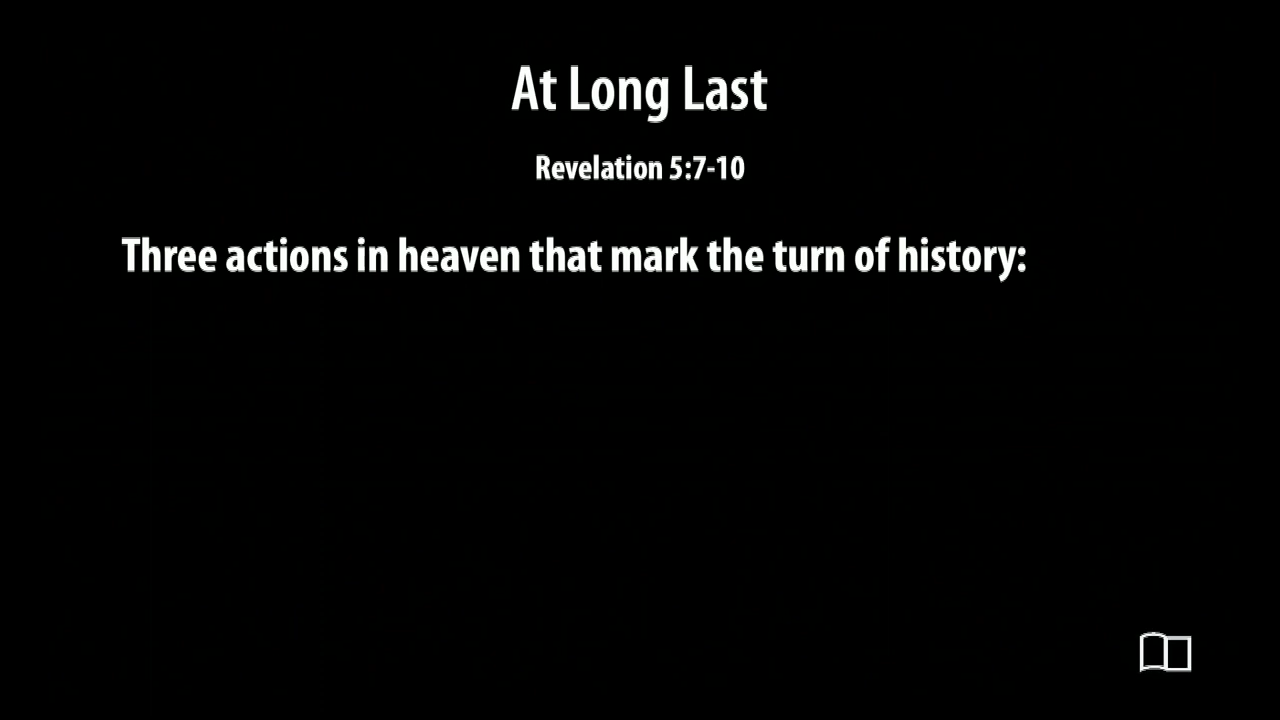 At Long Last
Revelation 5:7-10
Three actions in heaven that mark the turn of history: